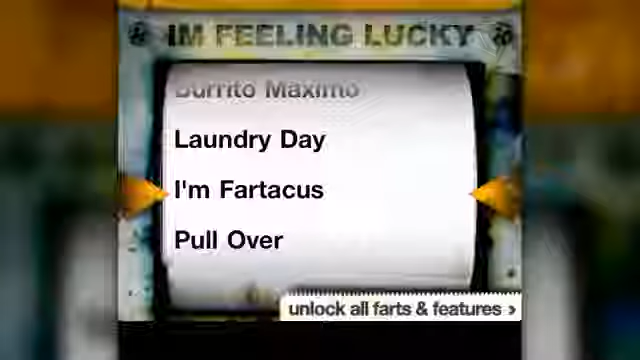 IM FEELING LUCKY
Burrito Maximo
Laundry Day
I'm Fartacus
Pull Over
unlock all farts & features ›